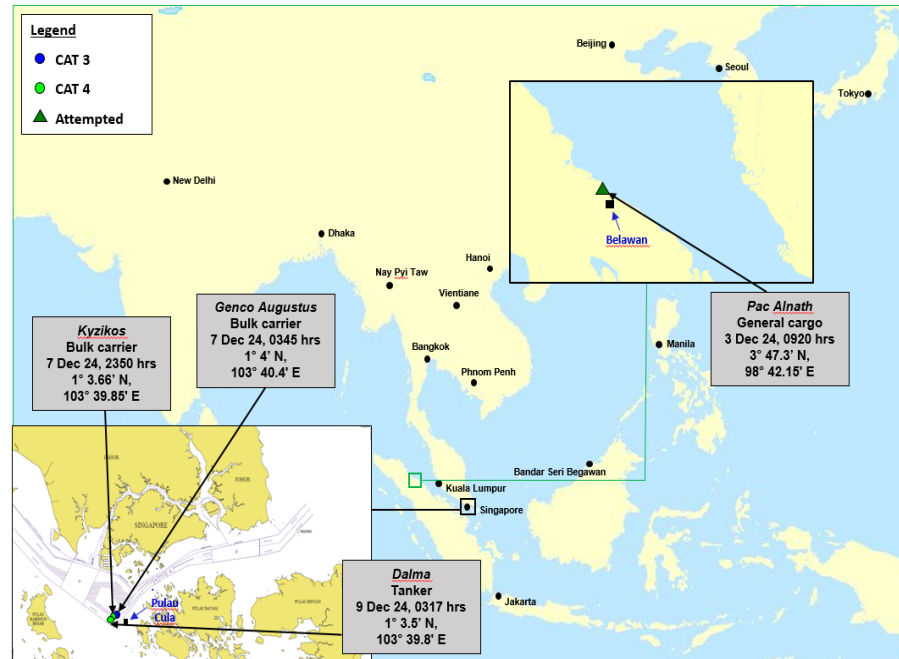 Legend
CAT 3
CAT 4
Attempted
Beijing
Seoul
Tokyo
New Delhi
Dhaka
Hanoi
Nay Pyi Taw
Vientiane
Belawan
Genco Augustus
Bulk carrier
7 Dec 24, 0345 hrs
1° 4’ N,
103° 40.4' E
Kyzikos
Bulk carrier
7 Dec 24, 2350 hrs
1° 3.66’ N,
103° 39.85' E
Pac Alnath
General cargo
3 Dec 24, 0920 hrs
3° 47.3’ N,
98° 42.15' E
Bangkok
Manila
Phnom Penh
Bandar Seri Begawan
Kuala Lumpur
Singapore
Jakarta
JOHOR
JOHOR
SINGAPORE
Pulau
Cula
PULAU BATAM
PULAU BINTAN
Dalma
Tanker
9 Dec 24, 0317 hrs
1° 3.5’ N,
103° 39.8' E